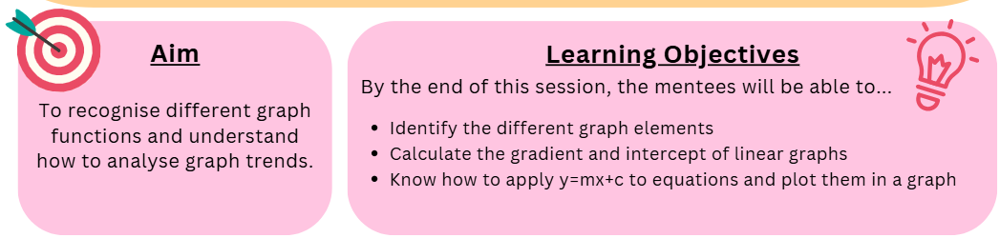 Aim
To recognise different graph
functions and understand
how to analyse graph trends.
Learning Objectives
By the end of this session, the mentees will be able to...
• Identify the different graph elements
• Calculate the gradient and intercept of linear graphs
• Know how to apply y=mx+c to equations and plot them in a graph